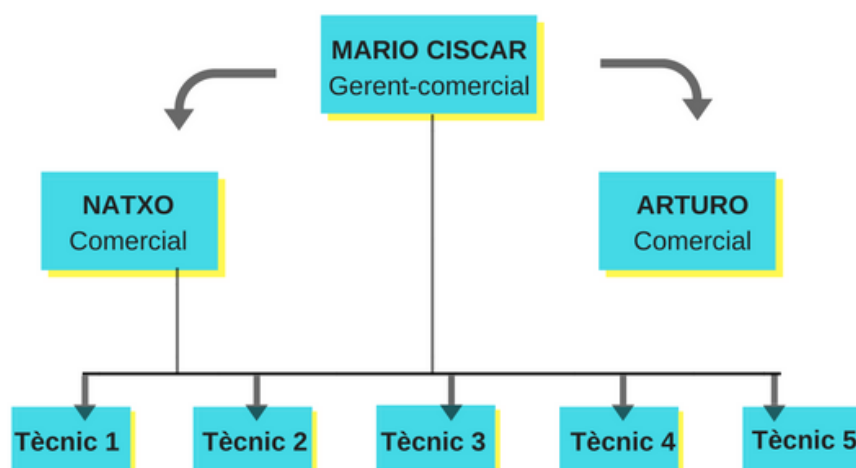 MARIO CISCAR
Gerent-comercial
NATXO
Comercial
ARTURO
Comercial
Tècnic 1
Tècnic 2
Tècnic 3
Tècnic 4
Tècnic 5